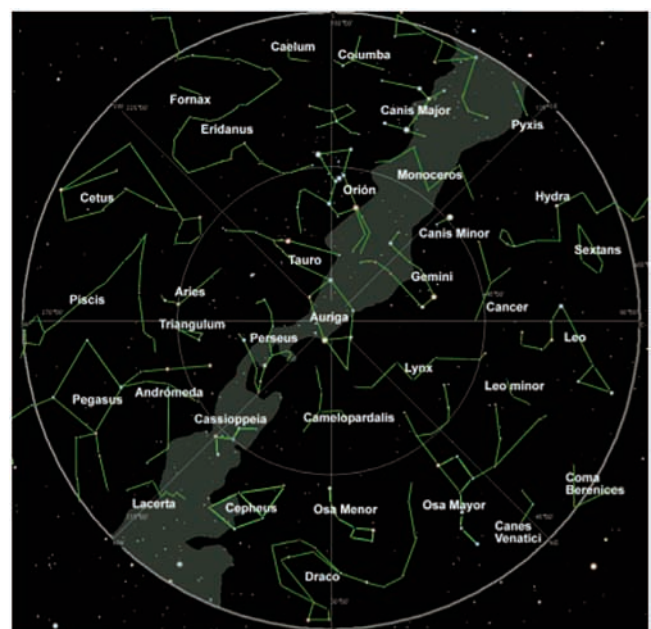 Caelum
Columba
Fornax
Canis Major
Eridanus
Pyxis
Monoceros
Orión
Cetus
Hydra
Canis Minor
Sextans
Tauro
Gemini
Aries
Piscis
Cancer
Auriga
Triangulum
Perseus
Leo
Lynx
Andrómeda
Leo minor
Pegasus
Cassioppeia
Camelopardalis
Coma
Berenices
Lacerta
Cepheus
Osa Menor
Osa Mayor
Canes
Venatici
Draco